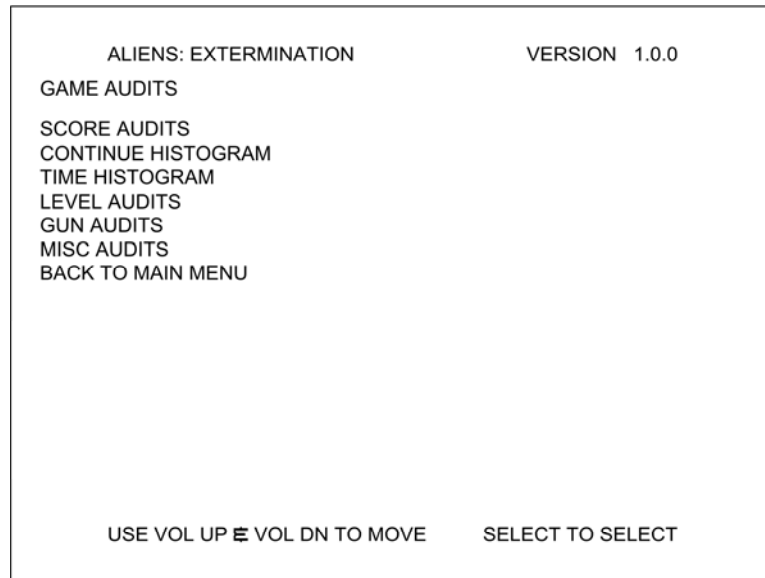 ALIENS: EXTERMINATION VERSION 1.0.0
GAME AUDITS
SCORE AUDITS
CONTINUE HISTOGRAM
TIME HISTOGRAM
LEVEL AUDITS
GUN AUDITS
MISC AUDITS
BACK TO MAIN MENU
USE VOL UP & VOL DN TO MOVE SELECT TO SELECT